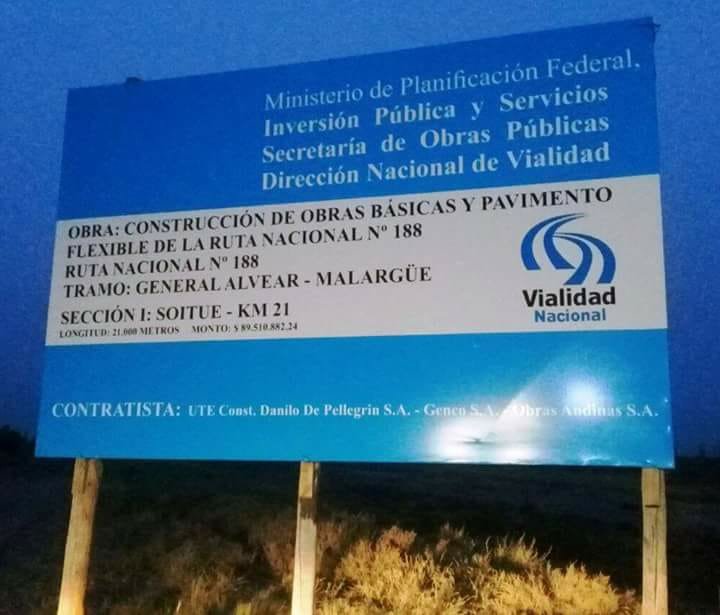 Ministerio de Planificación Federal,
Inversión Pública y Servicios
Secretaría de Obras Públicas
Dirección Nacional de Vialidad
OBRA: CONSTRUCCIÓN DE OBRAS BÁSICAS Y PAVIMENTO
FLEXIBLE DE LA RUTA NACIONAL Nº 188
RUTA NACIONAL Nº 188
TRAMO: GENERAL ALVEAR - MALARGÜE
SECCIÓN I: SOITUE - KM 21
LONGITUD: 21.000 METROS MONTO: $ 89.510.882.24
Vialidad
Nacional
CONTRATISTA: UTE Const. Danilo De Pellegrin S.A. - Genco S.A. - Obras Andinas S.A.